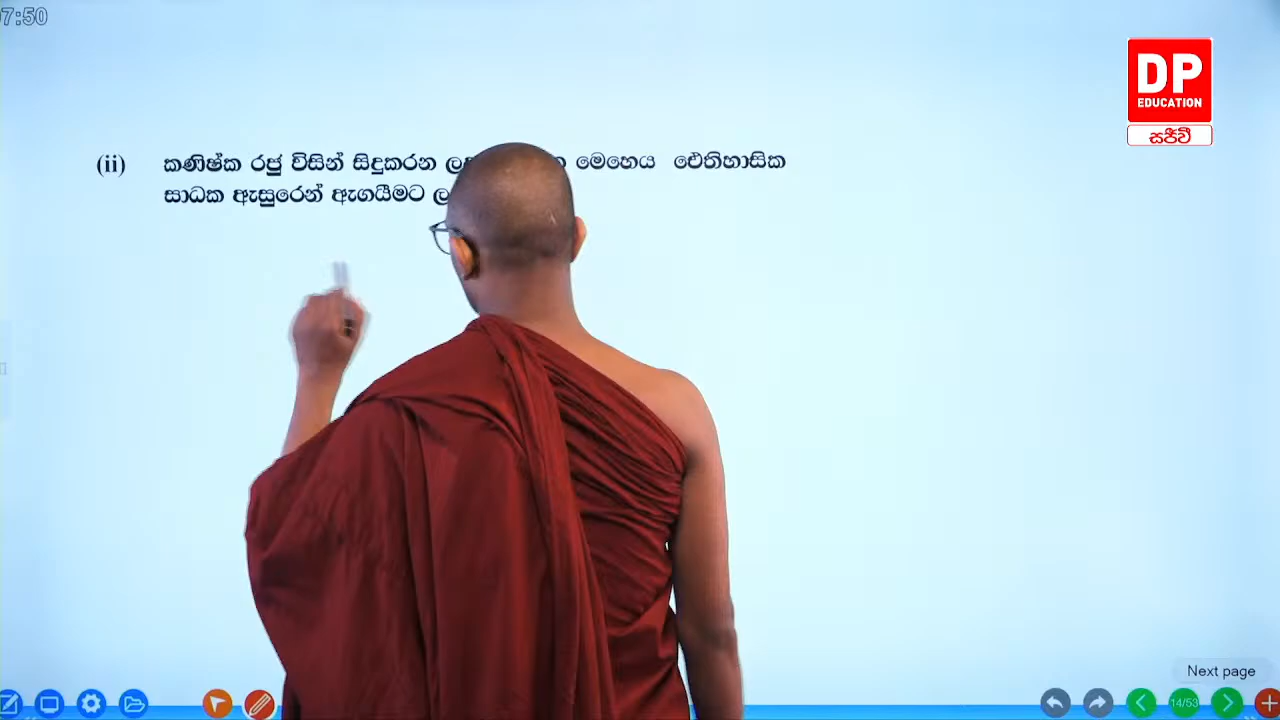 7:50
DP
EDUCATION
සජීවී
(ii) කණිෂ්ක රජු විසින් සිදුකරන මෙහෙය ඓතිහාසික
සාධක ඇසුරෙන් ඇගයීමට
Next page
14/53